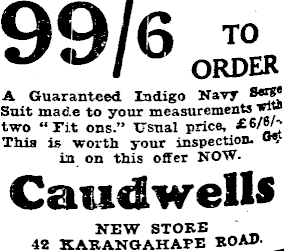 99/6 TO
ORDER
A Guaranteed Indigo Navy Serge
Suit made to your measurements with
two "Fit ons." Usual price, £6/6/-
This is worth your inspection. Get
in on this offer NOW.
Caudwells
NEW STORE
42 KARANGAHAPE ROAD.